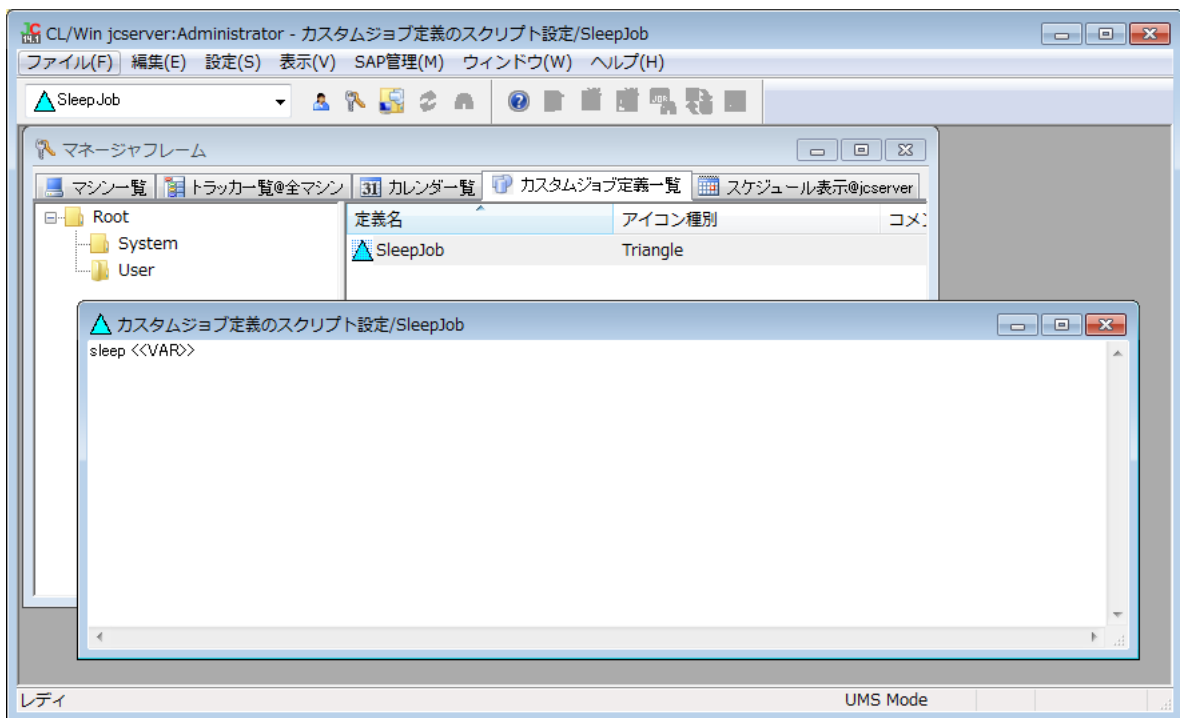 CL/Win jcserver:Administrator - カスタムジョブ定義のスクリプト設定/SleepJob
ファイル(F) 編集(E) 設定(S) 表示(V) SAP管理(M) ウィンドウ(W) ヘルプ(H)
SleepJob
マネージャフレーム
マシン一覧 トラッカー一覧@全マシン 31 カレンダー一覧 カスタムジョブ定義一覧 スケジュール表示@jcserver
Root 定義名 アイコン種別 コメ
System SleepJob Triangle
User
カスタムジョブ定義のスクリプト設定/SleepJob
sleep <<VAR>>
レディ UMS Mode